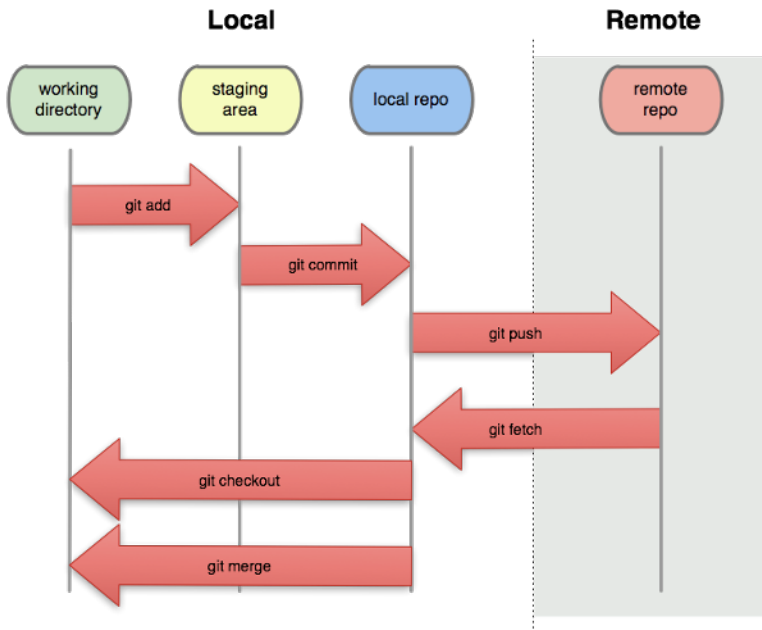 Local
Remote
working
directory
staging
area
local repo
remote
repo
git add
git commit
git push
git fetch
git checkout
git merge